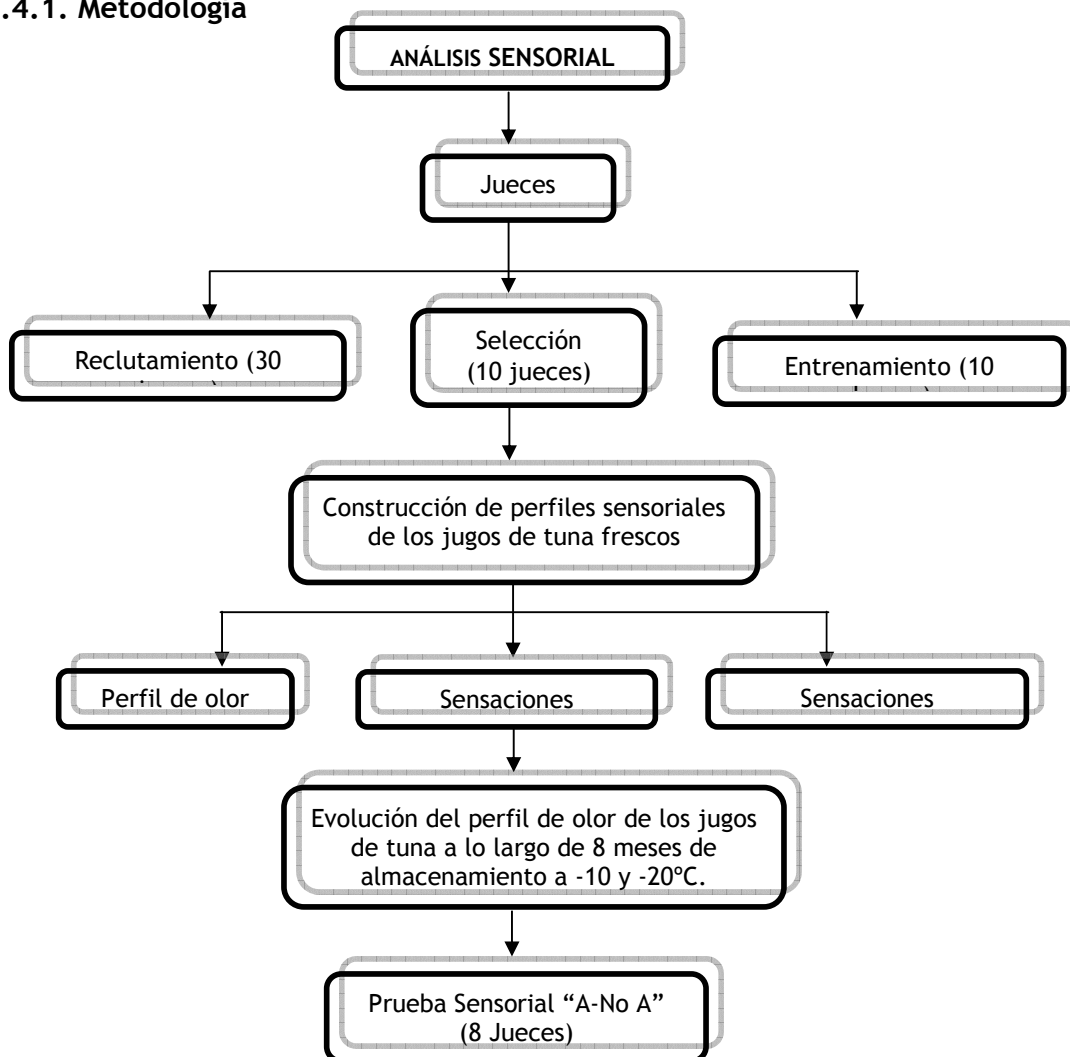 .4.1. Metodología
ANÁLISIS SENSORIAL
Jueces
Reclutamiento (30
Selección
(10 jueces)
Entrenamiento (10
Construcción de perfiles sensoriales
de los jugos de tuna frescos
Perfil de olor
Sensaciones
Sensaciones
Evolución del perfil de olor de los jugos
de tuna a lo largo de 8 meses de
almacenamiento a -10 y -20ºC.
Prueba Sensorial “A-No A”
(8 Jueces)